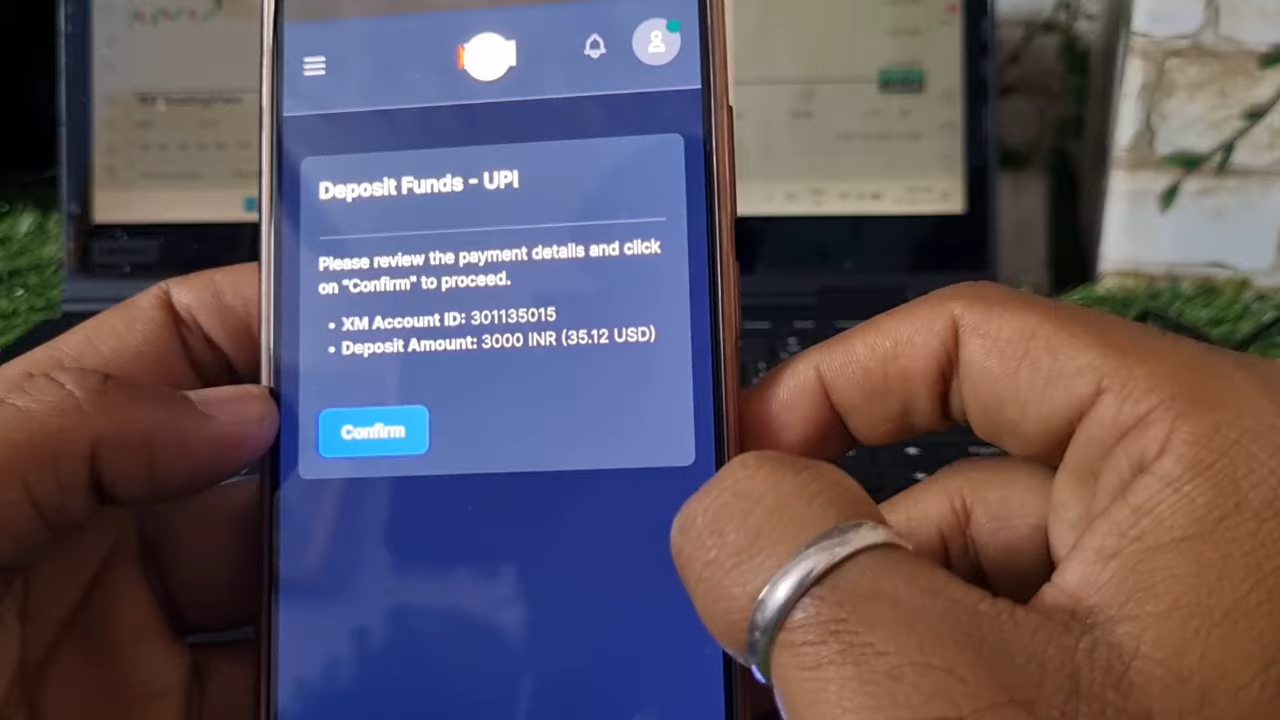 Deposit Funds - UPI
Please review the payment details and click
on "Confirm" to proceed.
• XM Account ID: 301135015
• Deposit Amount: 3000 INR (35.12 USD)
Confirm